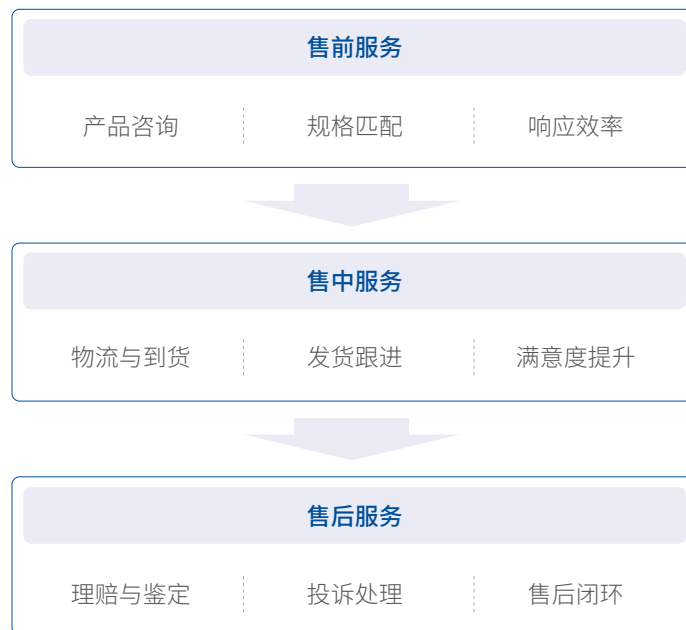 售前服务
产品咨询 规格匹配 响应效率
售中服务
物流与到货 发货跟进 满意度提升
售后服务
理赔与鉴定 投诉处理 售后闭环